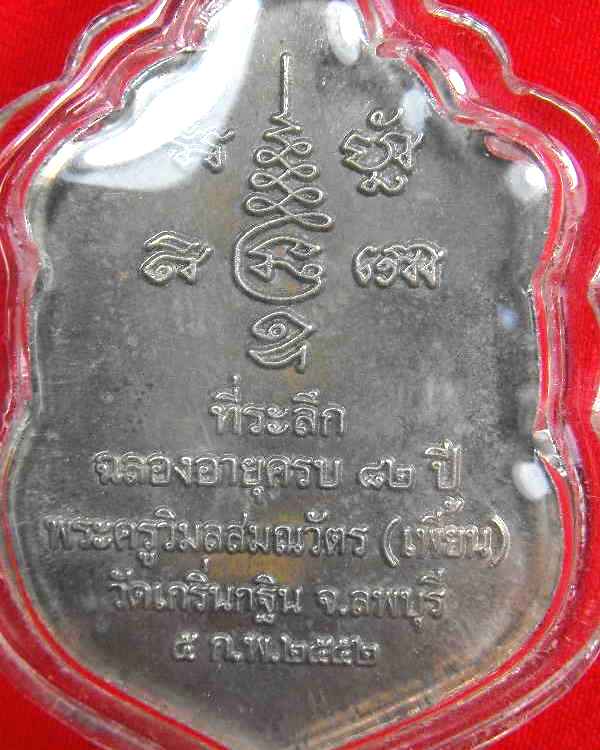 ที่ระลึก
ฉลองอายุครบ ๘๒ ปี
พระครูวิมลสมณวัตร (เพี้ยน)
วัดเกริ่นกฐิน จ.ลพบุรี
๕ ก.พ.๒๕๕๒